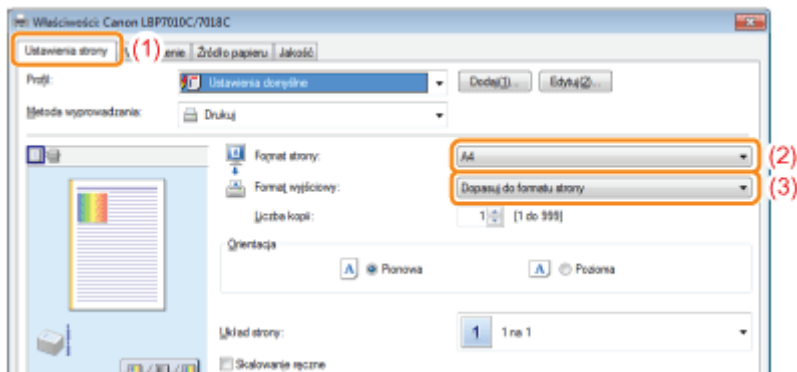 Właściwości: Canon LBP7010C/7018C
Ustawienia strony (1) enie Źródło papieru Jakość
Profil: Ustawienia domyślne Dodaj(1)... Edytuj(2)...
Metoda wyprowadzania: Drukuj
Format strony: A4 (2)
Format wyjściowy: Dopasuj do formatu strony (3)
Liczba kopii: 1 [1 do 999]
Orientacja
A Pionowa A Pozioma
Układ strony: 1 1 na 1
Skalowanie ręczne